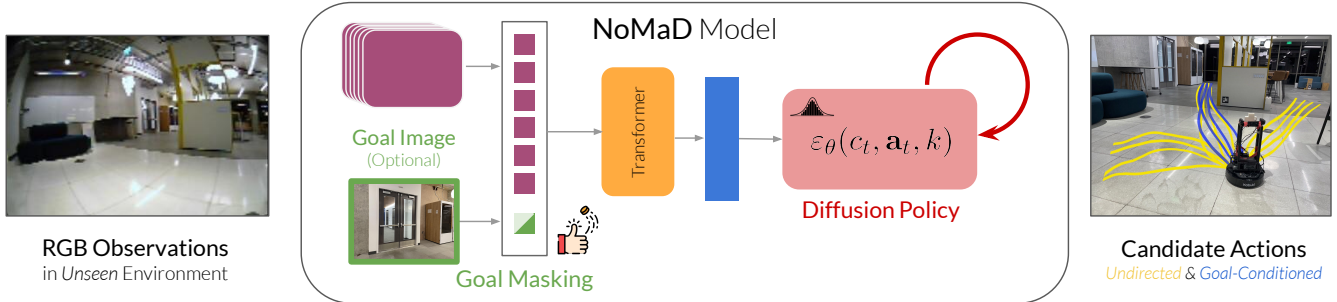 NoMaD Model
Goal Image
(Optional)
Transformer
εθ(ct, at, k)
Diffusion Policy
Goal Masking
RGB Observations
in Unseen Environment
Candidate Actions
Undirected & Goal-Conditioned